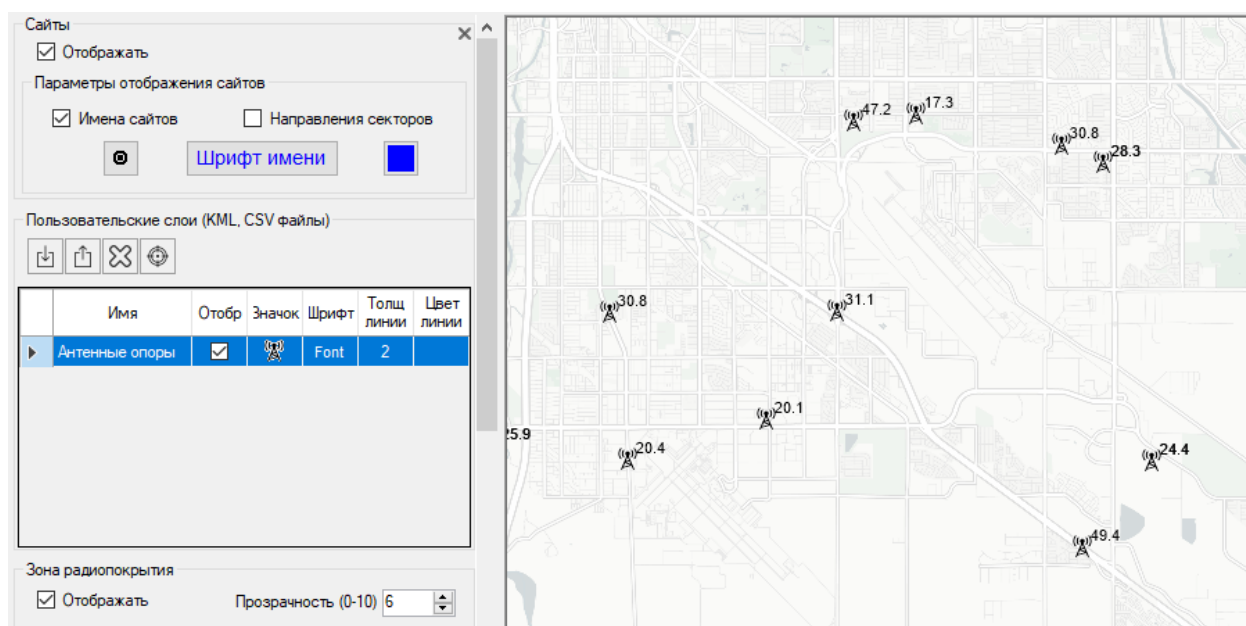 Сайты
Отображать
Параметры отображения сайтов
Имена сайтов
Направления секторов
Шрифт имени
Пользовательские слои (KML, CSV файлы)
Имя
Отобр
Значок
Шрифт
Толщ линии
Цвет линии
Антенные опоры
Font
2
Зона радиопокрытия
Отображать
Прозрачность (0-10) 6
47.2
17.3
30.8
28.3
30.8
31.1
20.1
25.9
20.4
24.4
49.4